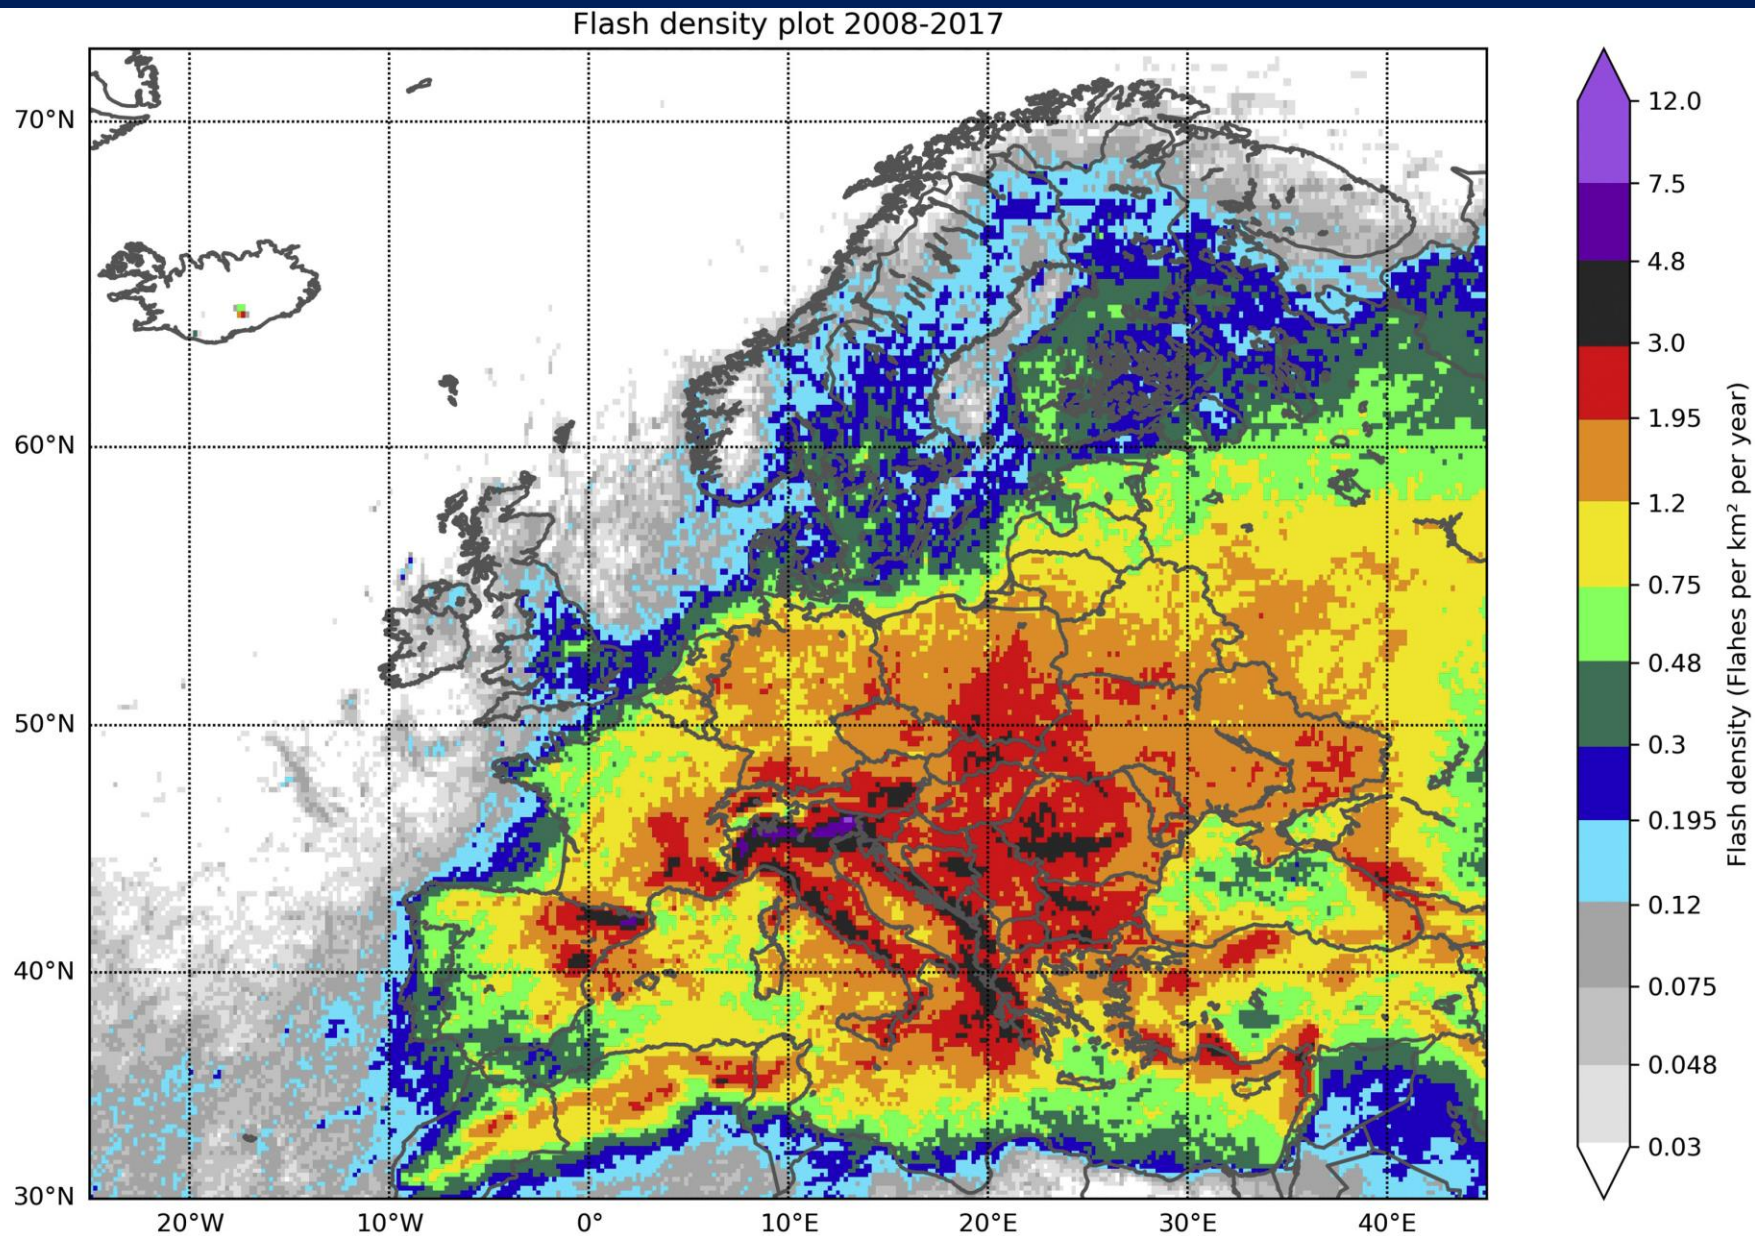 Flash density plot 2008-2017
70°N
60°N
50°N
40°N
30°N
20°W
10°W
0°
10°E
20°E
30°E
40°E
12.0
7.5
4.8
3.0
1.95
1.2
0.75
0.48
0.3
0.195
0.12
0.075
0.048
0.03
Flash density (Flahes per km² per year)